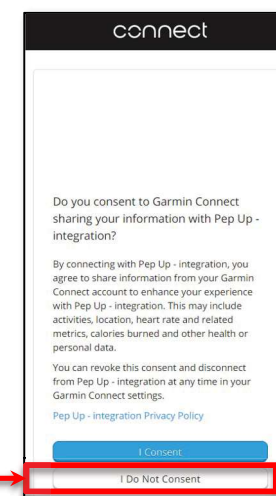 connect
Do you consent to Garmin Connect
sharing your information with Pep Up -
integration?
By connecting with Pep Up - integration, you
agree to share information from your Garmin
Connect account to enhance your experience
with Pep Up - integration. This may include
activities, location, heart rate and related
metrics, calories burned and other health or
personal data.
You can revoke this consent and disconnect
from Pep Up - integration at any time in your
Garmin Connect settings.
Pep Up - integration Privacy Policy
I Consent
I Do Not Consent